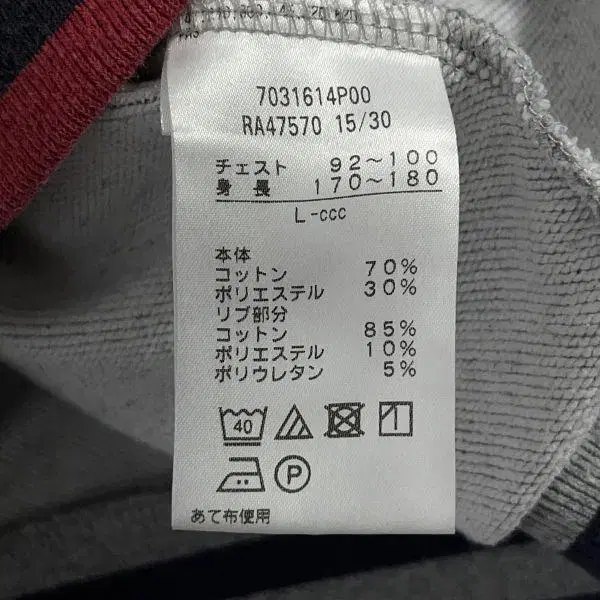 7031614P00
RA47570 15/30
チェスト 92～100
身 長 170～180
L-ccc
本体
コットン 70%
ポリエステル 30%
リブ部分
コットン 85%
ポリエステル 10%
ポリウレタン 5%
40
P
あて布使用